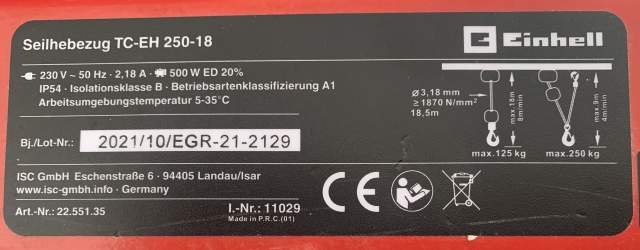 Seilhebezug TC-EH 250-18
Einhell
230 V ~ 50 Hz · 2,18 A · 500 W ED 20%
IP54 · Isolationsklasse B · Betriebsartenklassifizierung A1
Arbeitsumgebungstemperatur 5-35°C
ø 3,18 mm
≥ 1870 N/mm²
18,5m
max. 18m
8m/min
max. 9m
4m/min
max.125 kg
max.250 kg
Bj./Lot-Nr.: 2021/10/EGR-21-2129
ISC GmbH Eschenstraße 6 · 94405 Landau/Isar
www.isc-gmbh.info · Germany
Art.-Nr.: 22.551.35
I.-Nr.: 11029
Made in P.R.C.(01)
CE
EAC